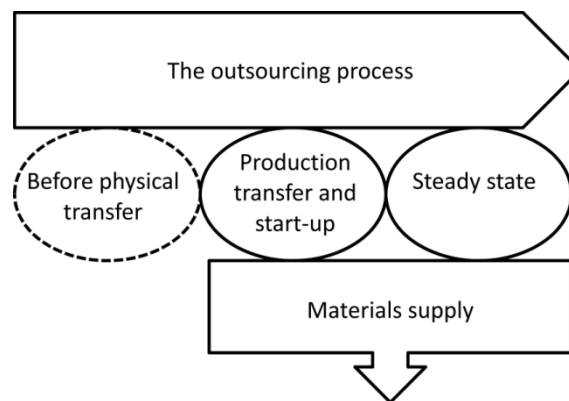 The outsourcing process
Before physical
transfer
Production
transfer and
start-up
Steady state
Materials supply